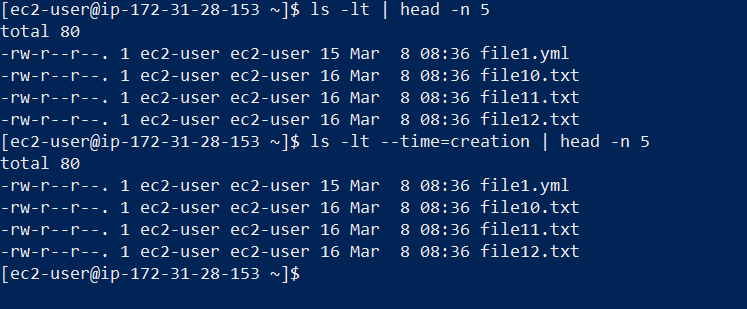 [ec2-user@ip-172-31-28-153 ~]$ ls -lt | head -n 5
total 80
-rw-r--r--. 1 ec2-user ec2-user 15 Mar  8 08:36 file1.yml
-rw-r--r--. 1 ec2-user ec2-user 16 Mar  8 08:36 file10.txt
-rw-r--r--. 1 ec2-user ec2-user 16 Mar  8 08:36 file11.txt
-rw-r--r--. 1 ec2-user ec2-user 16 Mar  8 08:36 file12.txt
[ec2-user@ip-172-31-28-153 ~]$ ls -lt --time=creation | head -n 5
total 80
-rw-r--r--. 1 ec2-user ec2-user 15 Mar  8 08:36 file1.yml
-rw-r--r--. 1 ec2-user ec2-user 16 Mar  8 08:36 file10.txt
-rw-r--r--. 1 ec2-user ec2-user 16 Mar  8 08:36 file11.txt
-rw-r--r--. 1 ec2-user ec2-user 16 Mar  8 08:36 file12.txt
[ec2-user@ip-172-31-28-153 ~]$